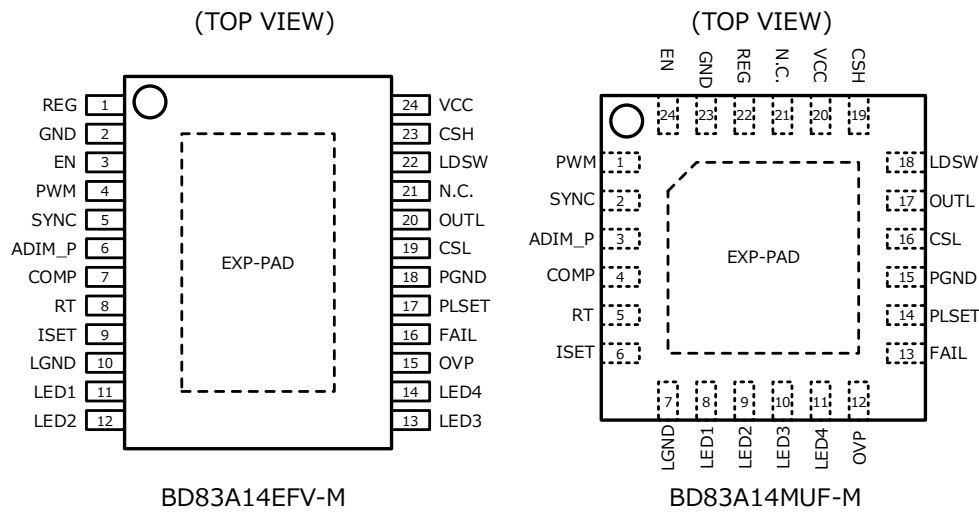 (TOP VIEW)
REG 1
GND 2
EN 3
PWM 4
SYNC 5
ADIM_P 6
COMP 7
RT 8
ISET 9
LGND 10
LED1 11
LED2 12
EXP-PAD
24 VCC
23 CSH
22 LDSW
21 N.C.
20 OUTL
19 CSL
18 PGND
17 PLSET
16 FAIL
15 OVP
14 LED4
13 LED3
BD83A14EFV-M
(TOP VIEW)
EN GND REG N.C. VCC CSH
24 23 22 21 20 19
PWM 1
SYNC 2
ADIM_P 3
COMP 4
RT 5
ISET 6
EXP-PAD
18 LDSW
17 OUTL
16 CSL
15 PGND
14 PLSET
13 FAIL
7 8 9 10 11 12
LGND LED1 LED2 LED3 LED4 OVP
BD83A14MUF-M